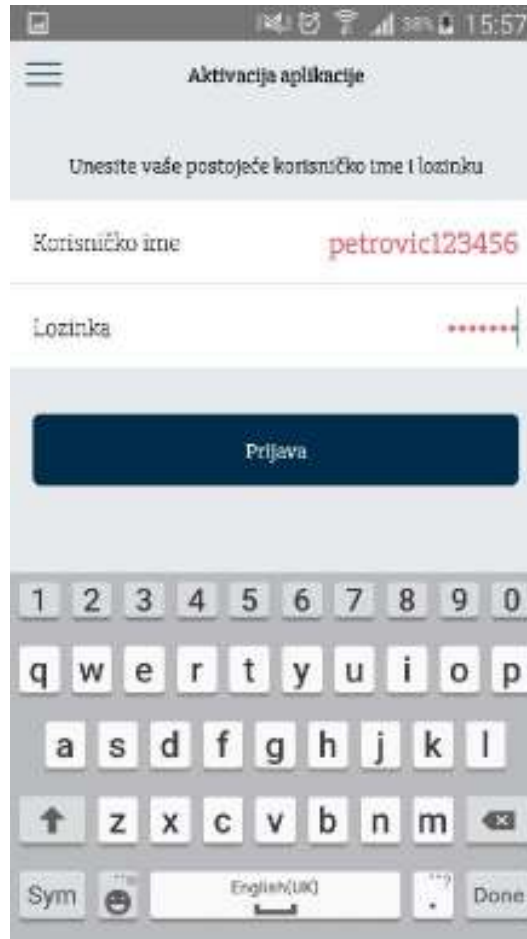 38% 15:57
Aktivacija aplikacije
Unesite vaše postojeće korisničko ime i lozinku
Korisničko ime petrovic123456
Lozinka •••••••
Prijava
1 2 3 4 5 6 7 8 9 0
q w e r t y u i o p
a s d f g h j k l
z x c v b n m
Sym English(UK) . Done